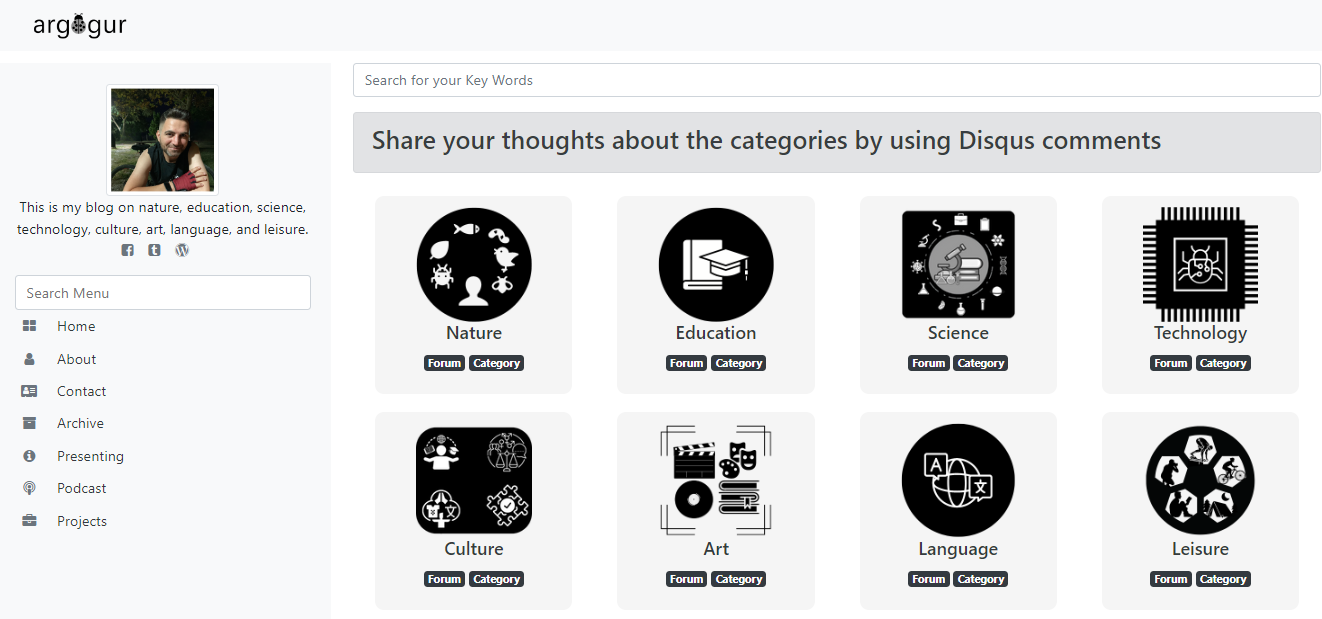 argogur
This is my blog on nature, education, science,
technology, culture, art, language, and leisure.
Search Menu
Home
About
Contact
Archive
Presenting
Podcast
Projects
Search for your Key Words
Share your thoughts about the categories by using Disqus comments
Nature
Forum Category
Education
Forum Category
Science
Forum Category
Technology
Forum Category
Culture
Forum Category
Art
Forum Category
A 文
Language
Forum Category
Leisure
Forum Category